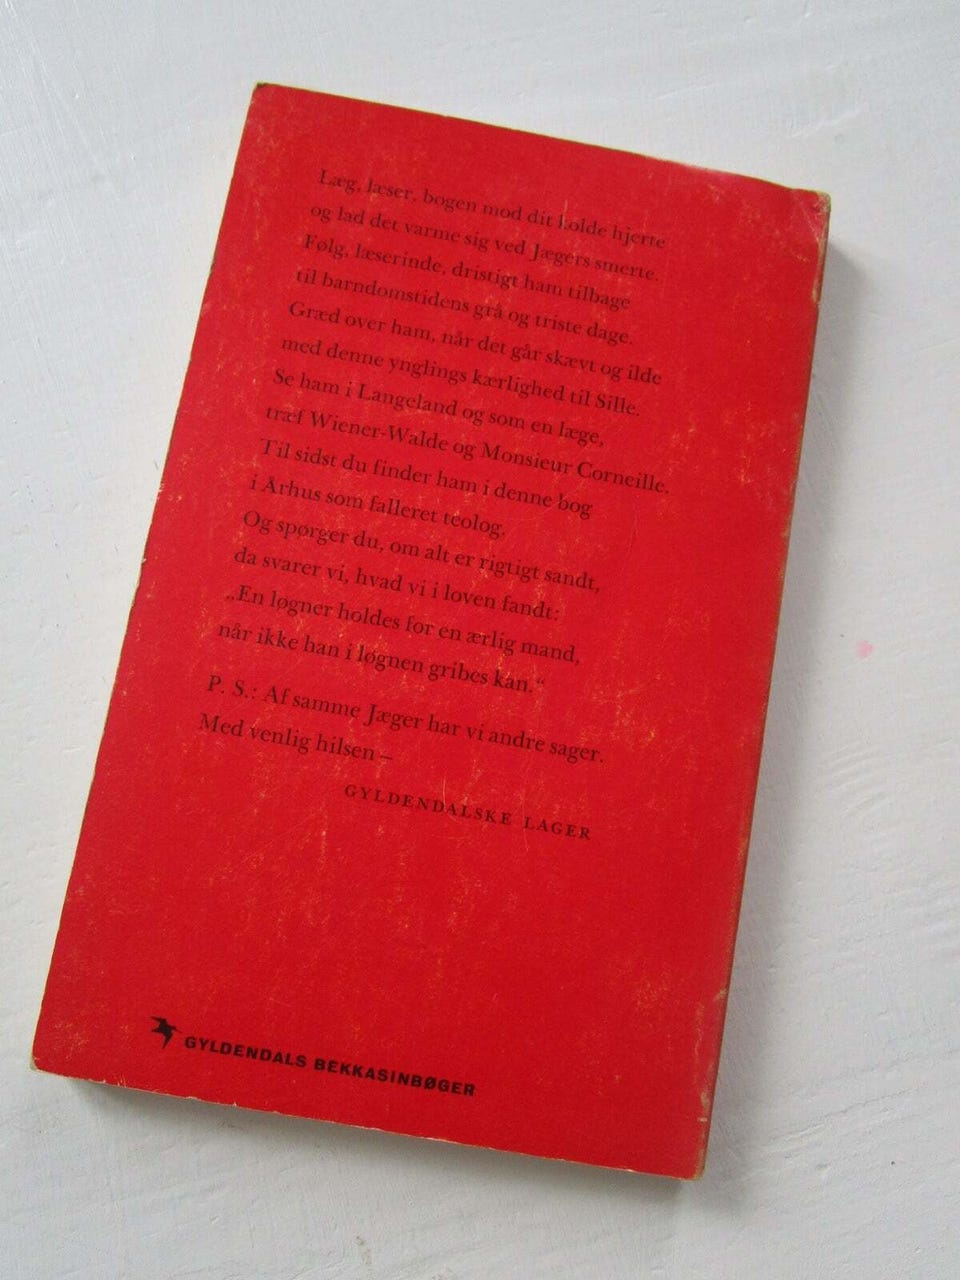 Læg, læser, bogen mod dit kolde hjerte
og lad det varme sig ved Jægers smerte.
Følg, læserinde, dristigt ham tilbage
til barndomstidens grå og triste dage.
Græd over ham, når det går skævt og ilde
med denne ynglings kærlighed til Sille.
Se ham i Langeland og som en læge,
træf Wiener-Walde og Monsieur Corneille.
Til sidst du finder ham i denne bog
i Århus som falleret teolog.
Og spørger du, om alt er rigtigt sandt,
da svarer vi, hvad vi i loven fandt:
„En løgner holdes for en ærlig mand,
når ikke han i løgnen gribes kan.“
P. S.: Af samme Jæger har vi andre sager.
Med venlig hilsen –
GYLDENDALSKE LAGER
GYLDENDALS BEKKASINBØGER